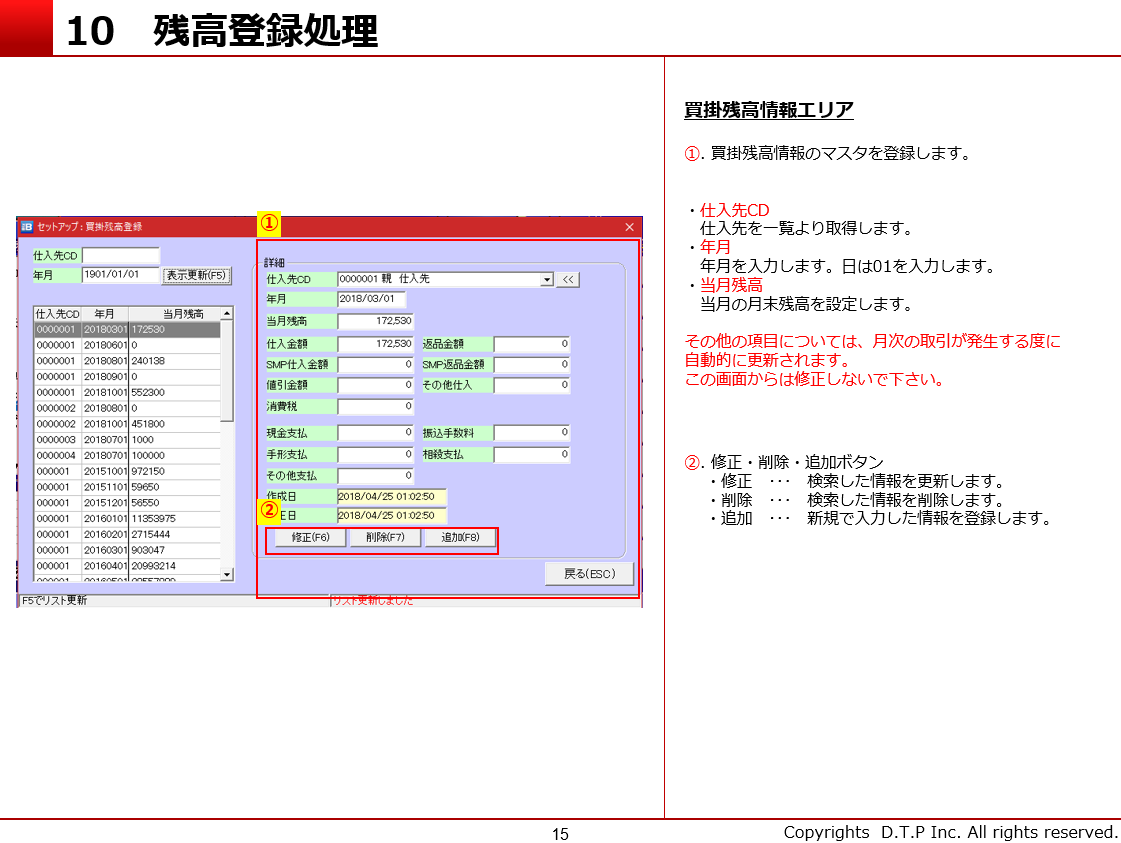 10 残高登録処理
買掛残高情報エリア
①. 買掛残高情報のマスタを登録します。
・仕入先CD
仕入先を一覧より取得します。
・年月
年月を入力します。日は01を入力します。
・当月残高
当月の月末残高を設定します。
その他の項目については、月次の取引が発生する度に
自動的に更新されます。
この画面からは修正しないで下さい。
②. 修正・削除・追加ボタン
・修正 ･･･ 検索した情報を更新します。
・削除 ･･･ 検索した情報を削除します。
・追加 ･･･ 新規で入力した情報を登録します。
セットアップ：買掛残高登録
①
仕入先CD
年月 1901/01/01 表示更新(F5)
仕入先CD 年月 当月残高
0000001 20180301 172530
0000001 20180601 0
0000001 20180801 240138
0000001 20180901 0
0000001 20181001 552300
0000002 20180801 0
0000002 20181001 451800
0000003 20180701 1000
0000004 20180701 100000
000001 20151001 972150
000001 20151101 59650
000001 20151201 56550
000001 20160101 11353975
000001 20160201 2715444
000001 20160301 903047
000001 20160401 20993214
詳細
仕入先CD 0000001 親 仕入先 <<
年月 2018/03/01
当月残高 172,530
仕入金額 172,530 返品金額 0
SMP仕入金額 0 SMP返品金額 0
値引金額 0 その他仕入 0
消費税 0
現金支払 0 振込手数料 0
手形支払 0 相殺支払 0
その他支払 0
作成日 2018/04/25 01:02:50
② 日 2018/04/25 01:02:50
修正(F6) 削除(F7) 追加(F8)
戻る(ESC)
F5でリスト更新 リスト更新しました
15
Copyrights D.T.P Inc. All rights reserved.